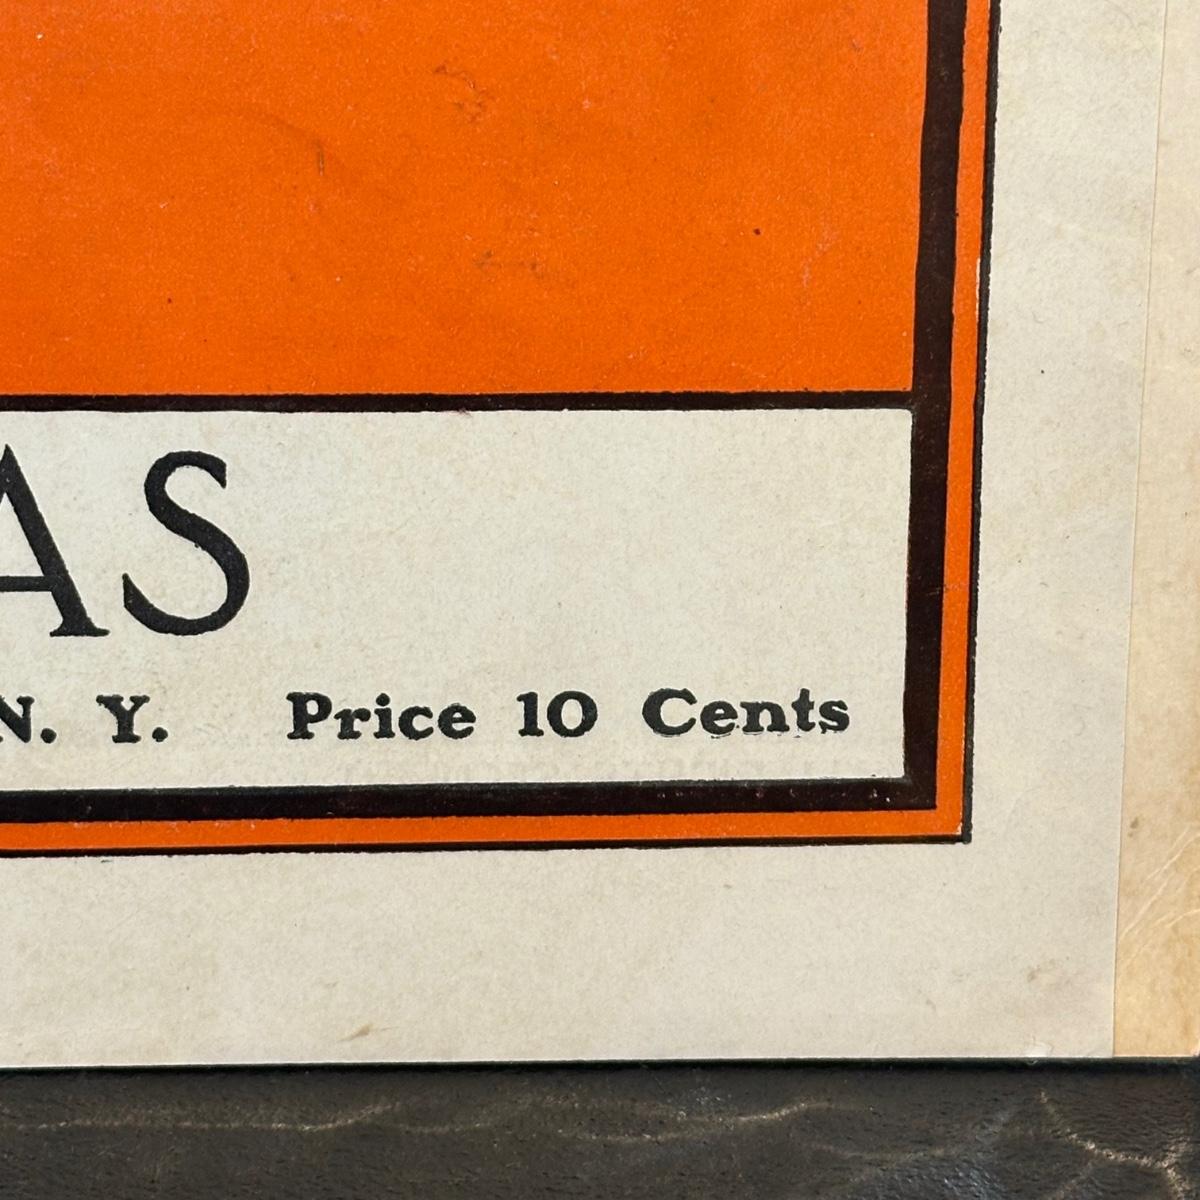 AS
N. Y. Price 10 Cents